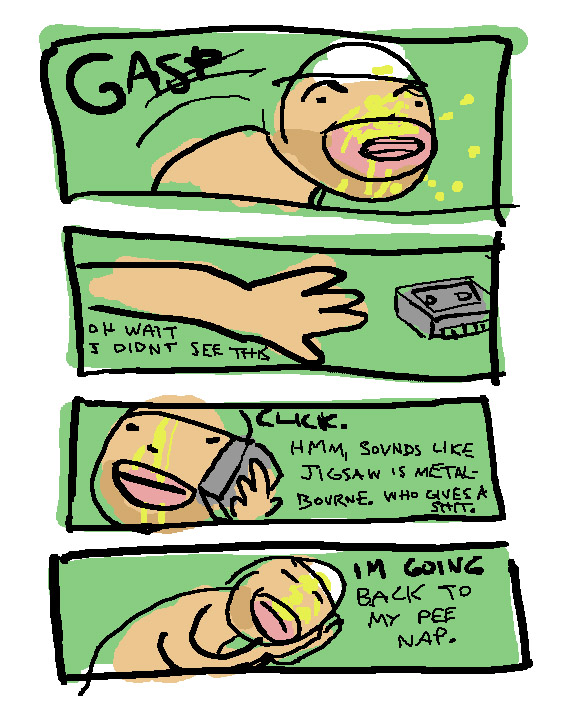 GASP
OH WAIT
I DIDNT SEE THIS
CLICK.
HMM, SOUNDS LIKE
JIGSAW IS METAL-
BOURNE. WHO GIVES A
SHIT.
IM GOING
BACK TO
MY PEE
NAP.